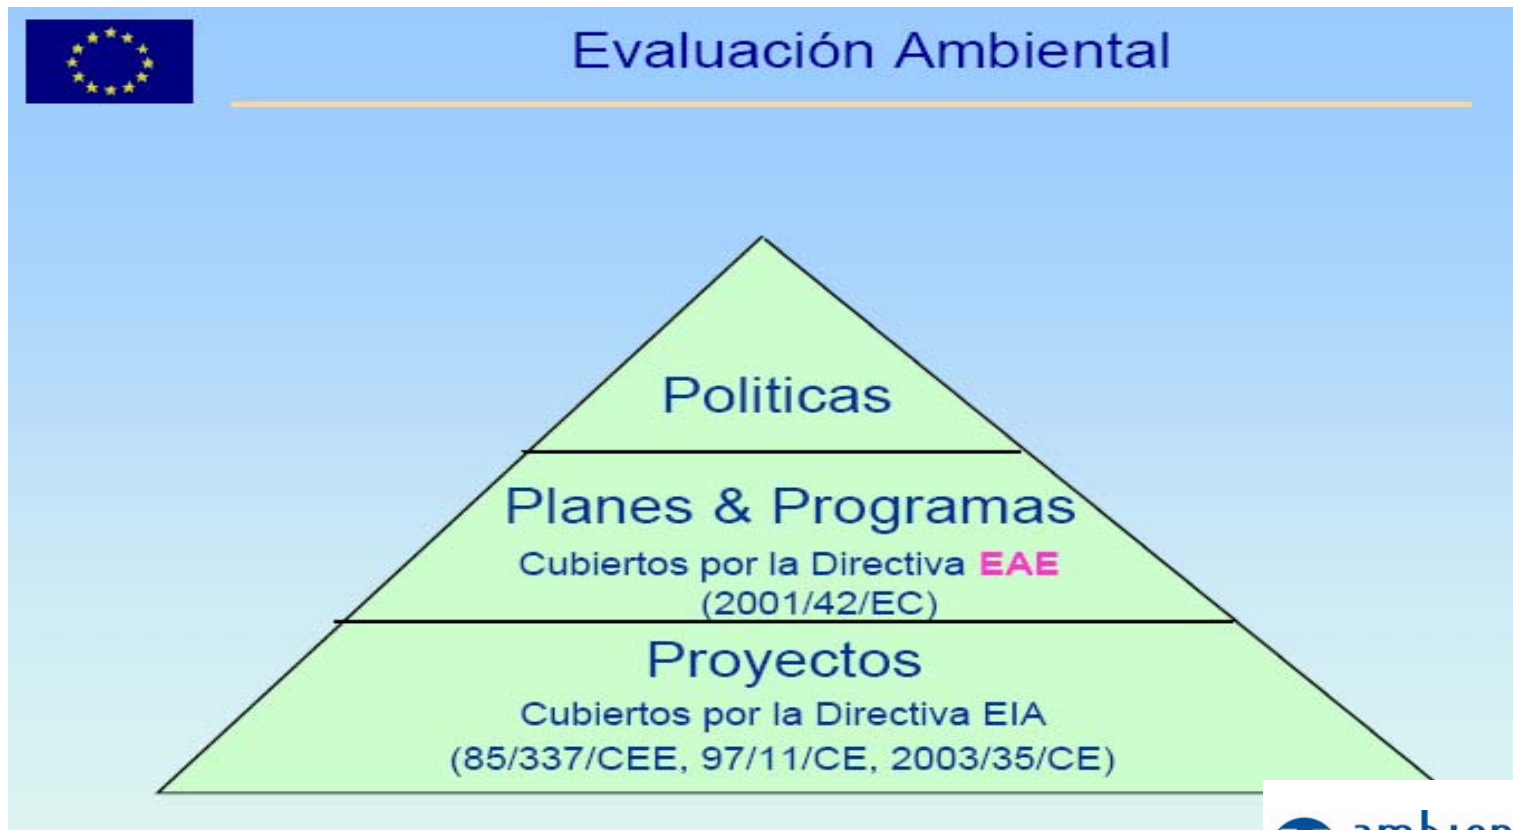 Evaluación Ambiental
Politicas
Planes & Programas
Cubiertos por la Directiva EAE
(2001/42/EC)
Proyectos
Cubiertos por la Directiva EIA
(85/337/CEE, 97/11/CE, 2003/35/CE)